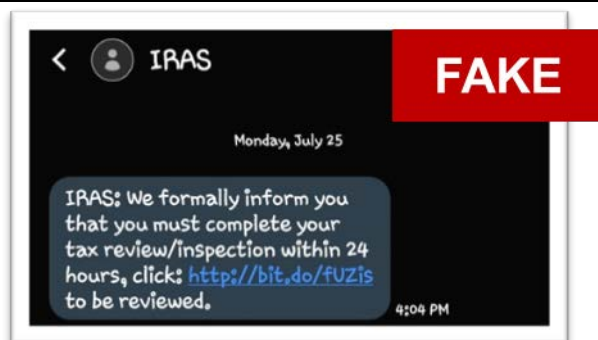 IRAS
FAKE
Monday, July 25
IRAS: We formally inform you
that you must complete your
tax review/inspection within 24
hours, click: http://bit.do/fUZis
to be reviewed.
4:04 PM